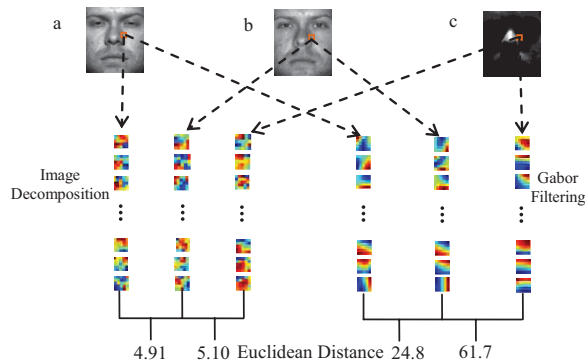 a
b
c
Image
Decomposition
Gabor
Filtering
4.91
5.10
Euclidean Distance
24.8
61.7